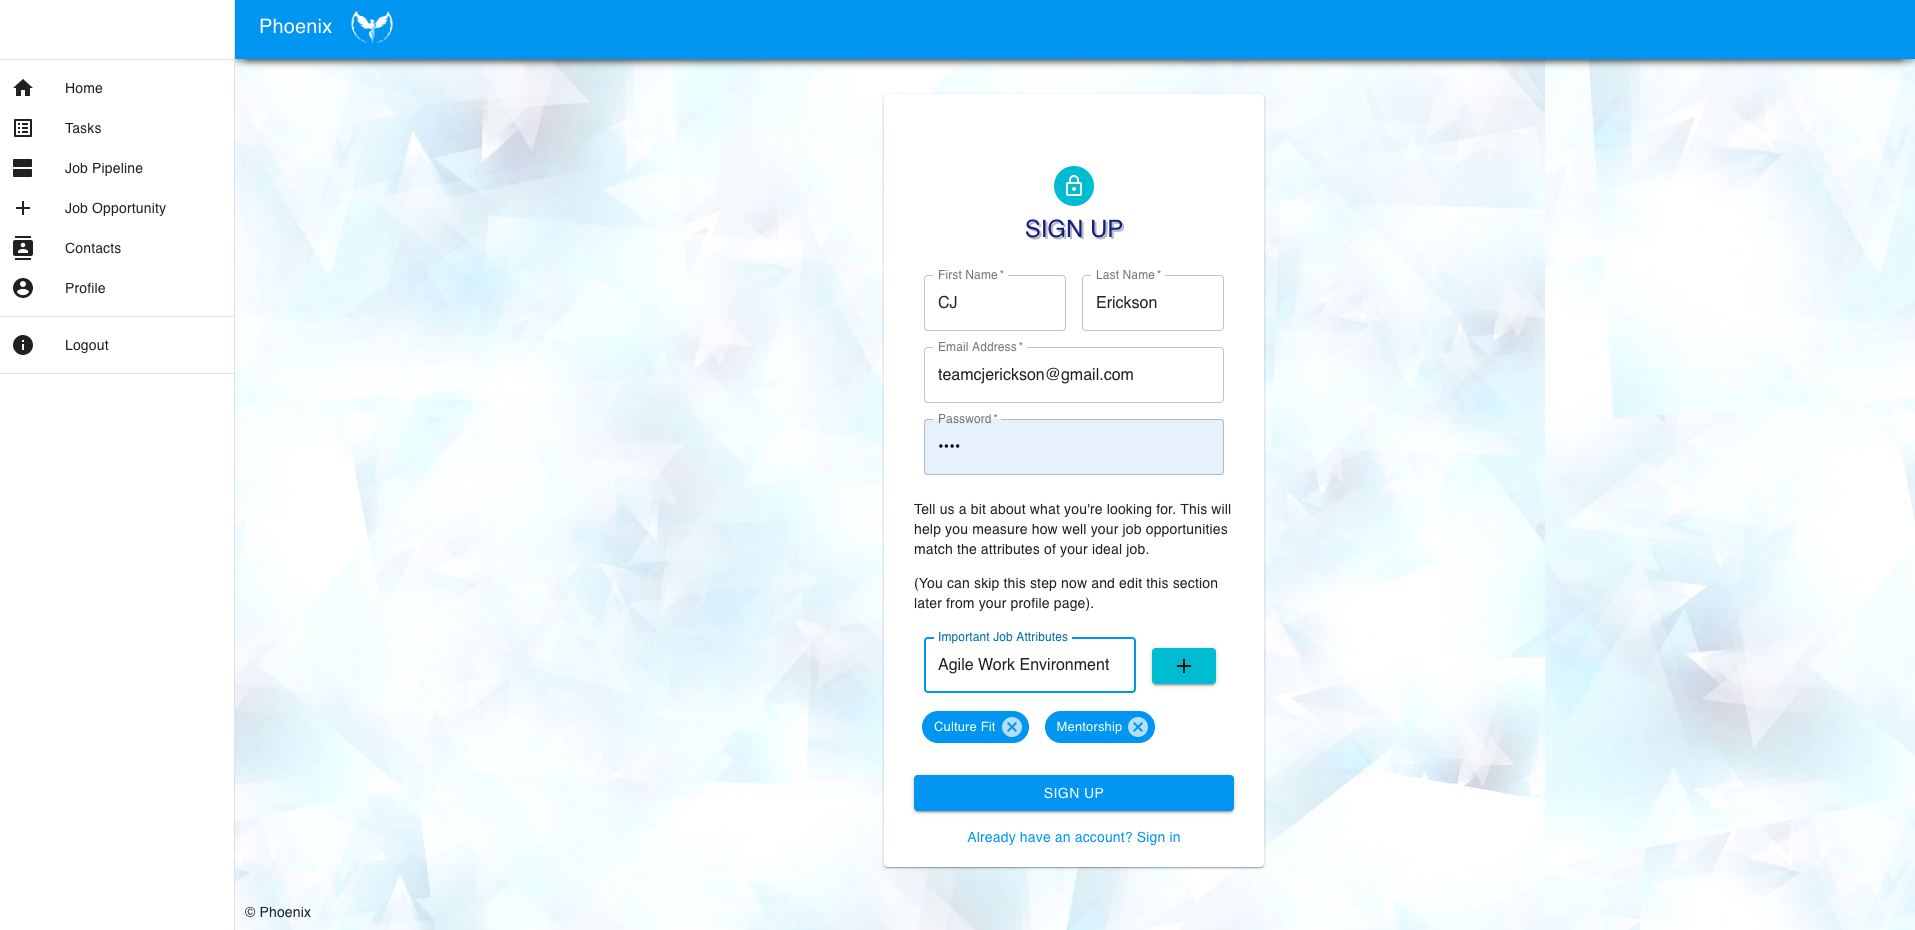 Phoenix
Home
Tasks
Job Pipeline
Job Opportunity
Contacts
Profile
Logout
SIGN UP
First Name *
CJ
Last Name *
Erickson
Email Address *
teamcjerickson@gmail.com
Password *
••••
Tell us a bit about what you're looking for. This will
help you measure how well your job opportunities
match the attributes of your ideal job.
(You can skip this step now and edit this section
later from your profile page).
Important Job Attributes
Agile Work Environment
Culture Fit
Mentorship
SIGN UP
Already have an account? Sign in
© Phoenix